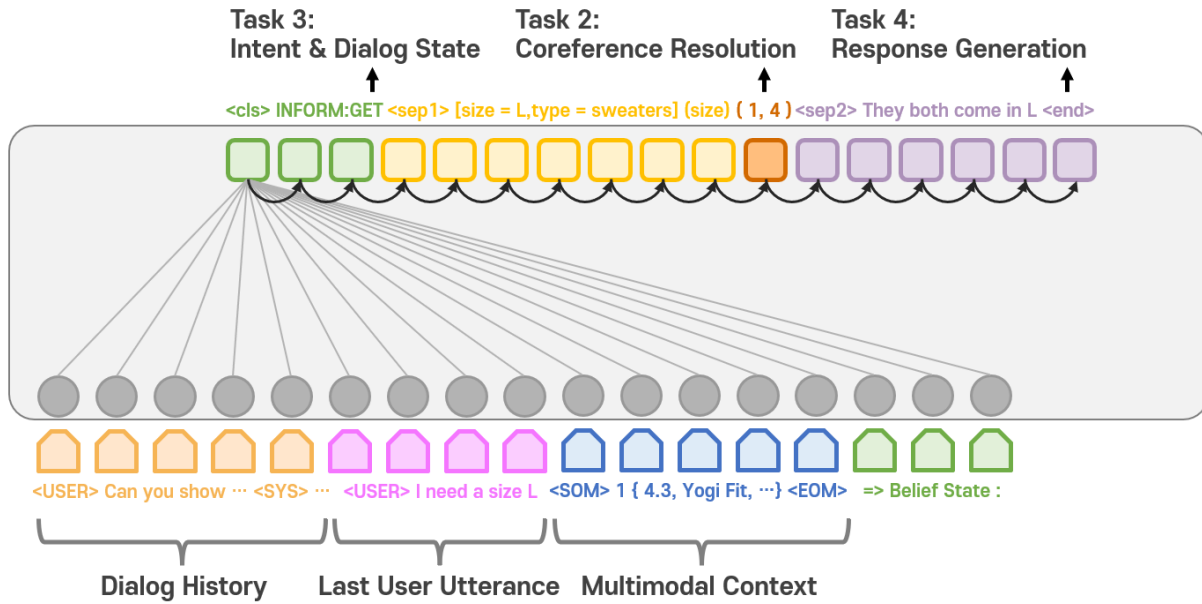 Task 3:
Intent & Dialog State
Task 2:
Coreference Resolution
Task 4:
Response Generation
<cls> INFORM:GET <sep1> [size = L,type = sweaters] (size) ( 1, 4 ) <sep2> They both come in L <end>
<USER> Can you show ··· <SYS> ··· <USER> I need a size L <SOM> 1 { 4.3, Yogi Fit, ···} <EOM> => Belief State :
Dialog History
Last User Utterance
Multimodal Context